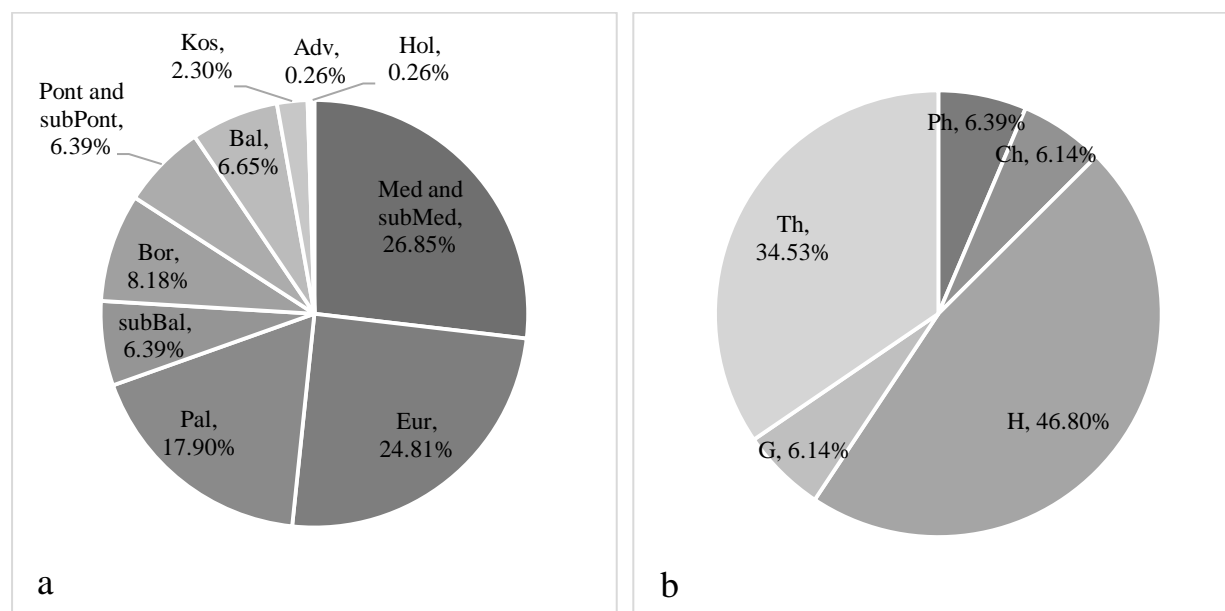 Kos,
2.30%
Adv,
0.26%
Hol,
0.26%
Pont and
subPont,
6.39%
Bal,
6.65%
Med and
subMed,
26.85%
Bor,
8.18%
subBal,
6.39%
Pal,
17.90%
Eur,
24.81%
a
Ph, 6.39%
Ch, 6.14%
Th,
34.53%
H, 46.80%
G, 6.14%
b